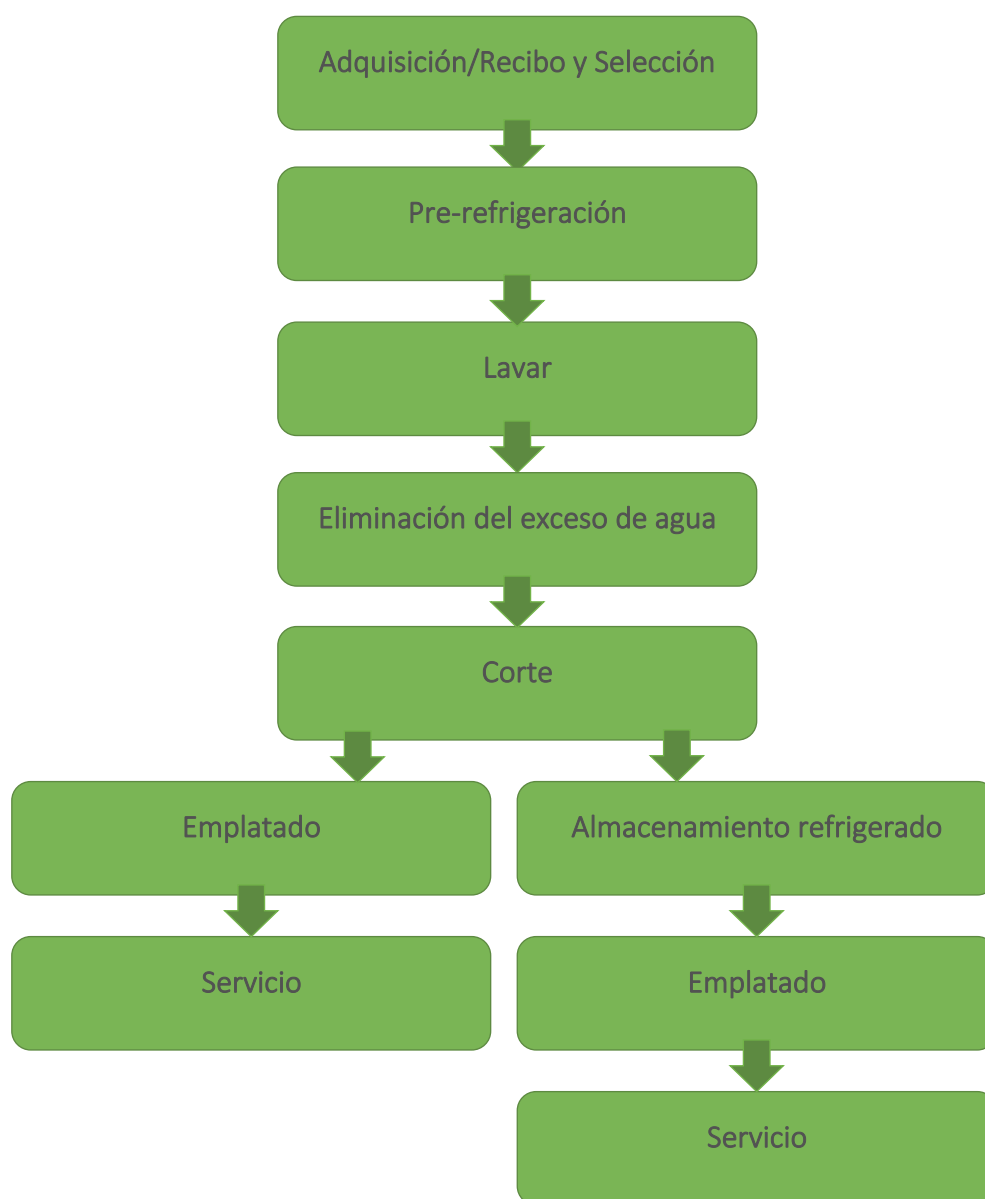 Adquisición/Recibo y Selección
Pre-refrigeración
Lavar
Eliminación del exceso de agua
Corte
Emplatado
Almacenamiento refrigerado
Servicio
Emplatado
Servicio